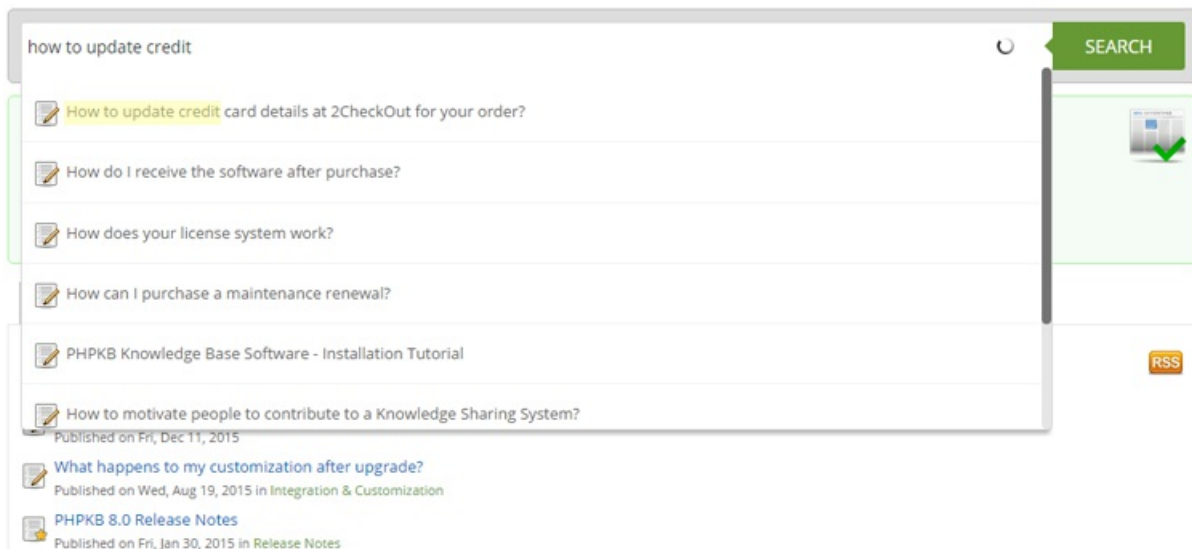 how to update credit
SEARCH
How to update credit card details at 2CheckOut for your order?
How do I receive the software after purchase?
How does your license system work?
How can I purchase a maintenance renewal?
PHPKB Knowledge Base Software - Installation Tutorial
RSS
How to motivate people to contribute to a Knowledge Sharing System?
Published on Fri, Dec 11, 2015
What happens to my customization after upgrade?
Published on Wed, Aug 19, 2015 in Integration & Customization
PHPKB 8.0 Release Notes
Published on Fri, Jan 30, 2015 in Release Notes